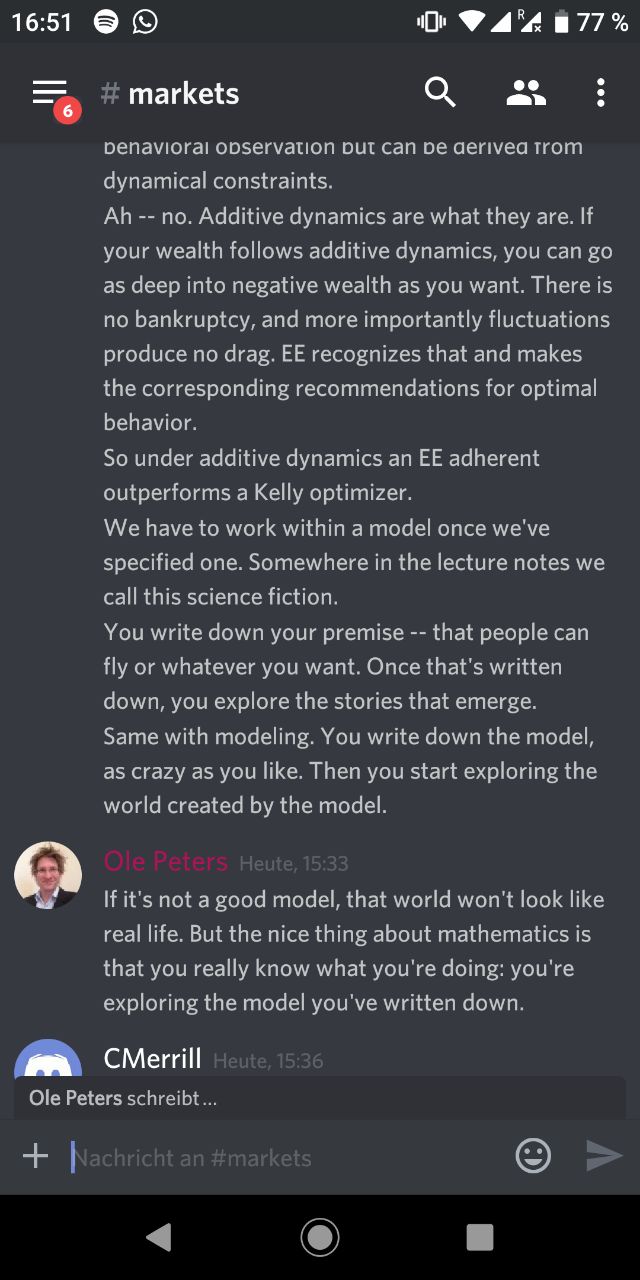 16:51
R
77 %
6
# markets
behavioral observation but can be derived from
dynamical constraints.
Ah -- no. Additive dynamics are what they are. If
your wealth follows additive dynamics, you can go
as deep into negative wealth as you want. There is
no bankruptcy, and more importantly fluctuations
produce no drag. EE recognizes that and makes
the corresponding recommendations for optimal
behavior.
So under additive dynamics an EE adherent
outperforms a Kelly optimizer.
We have to work within a model once we've
specified one. Somewhere in the lecture notes we
call this science fiction.
You write down your premise -- that people can
fly or whatever you want. Once that's written
down, you explore the stories that emerge.
Same with modeling. You write down the model,
as crazy as you like. Then you start exploring the
world created by the model.
Ole Peters Heute, 15:33
If it's not a good model, that world won't look like
real life. But the nice thing about mathematics is
that you really know what you're doing: you're
exploring the model you've written down.
CMerrill Heute, 15:36
Ole Peters schreibt...
Nachricht an #markets